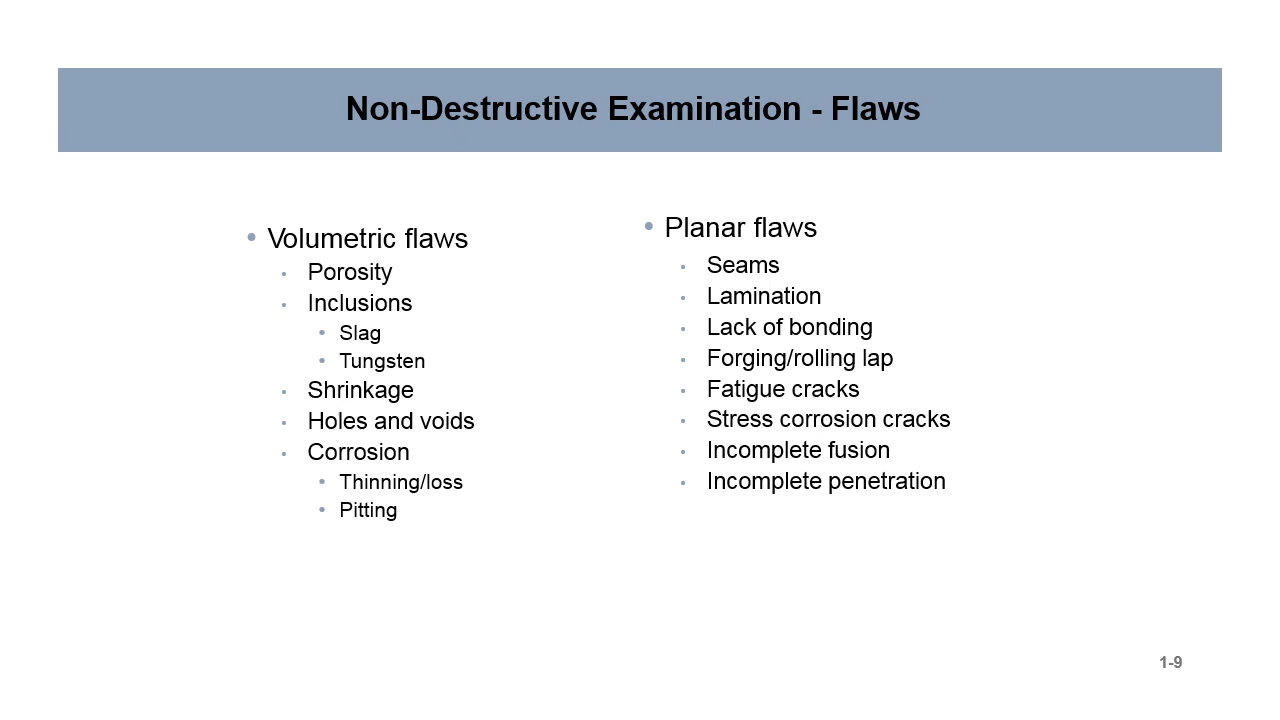 Non-Destructive Examination - Flaws
• Volumetric flaws
• Porosity
• Inclusions
• Slag
• Tungsten
• Shrinkage
• Holes and voids
• Corrosion
• Thinning/loss
• Pitting
• Planar flaws
• Seams
• Lamination
• Lack of bonding
• Forging/rolling lap
• Fatigue cracks
• Stress corrosion cracks
• Incomplete fusion
• Incomplete penetration
1-9